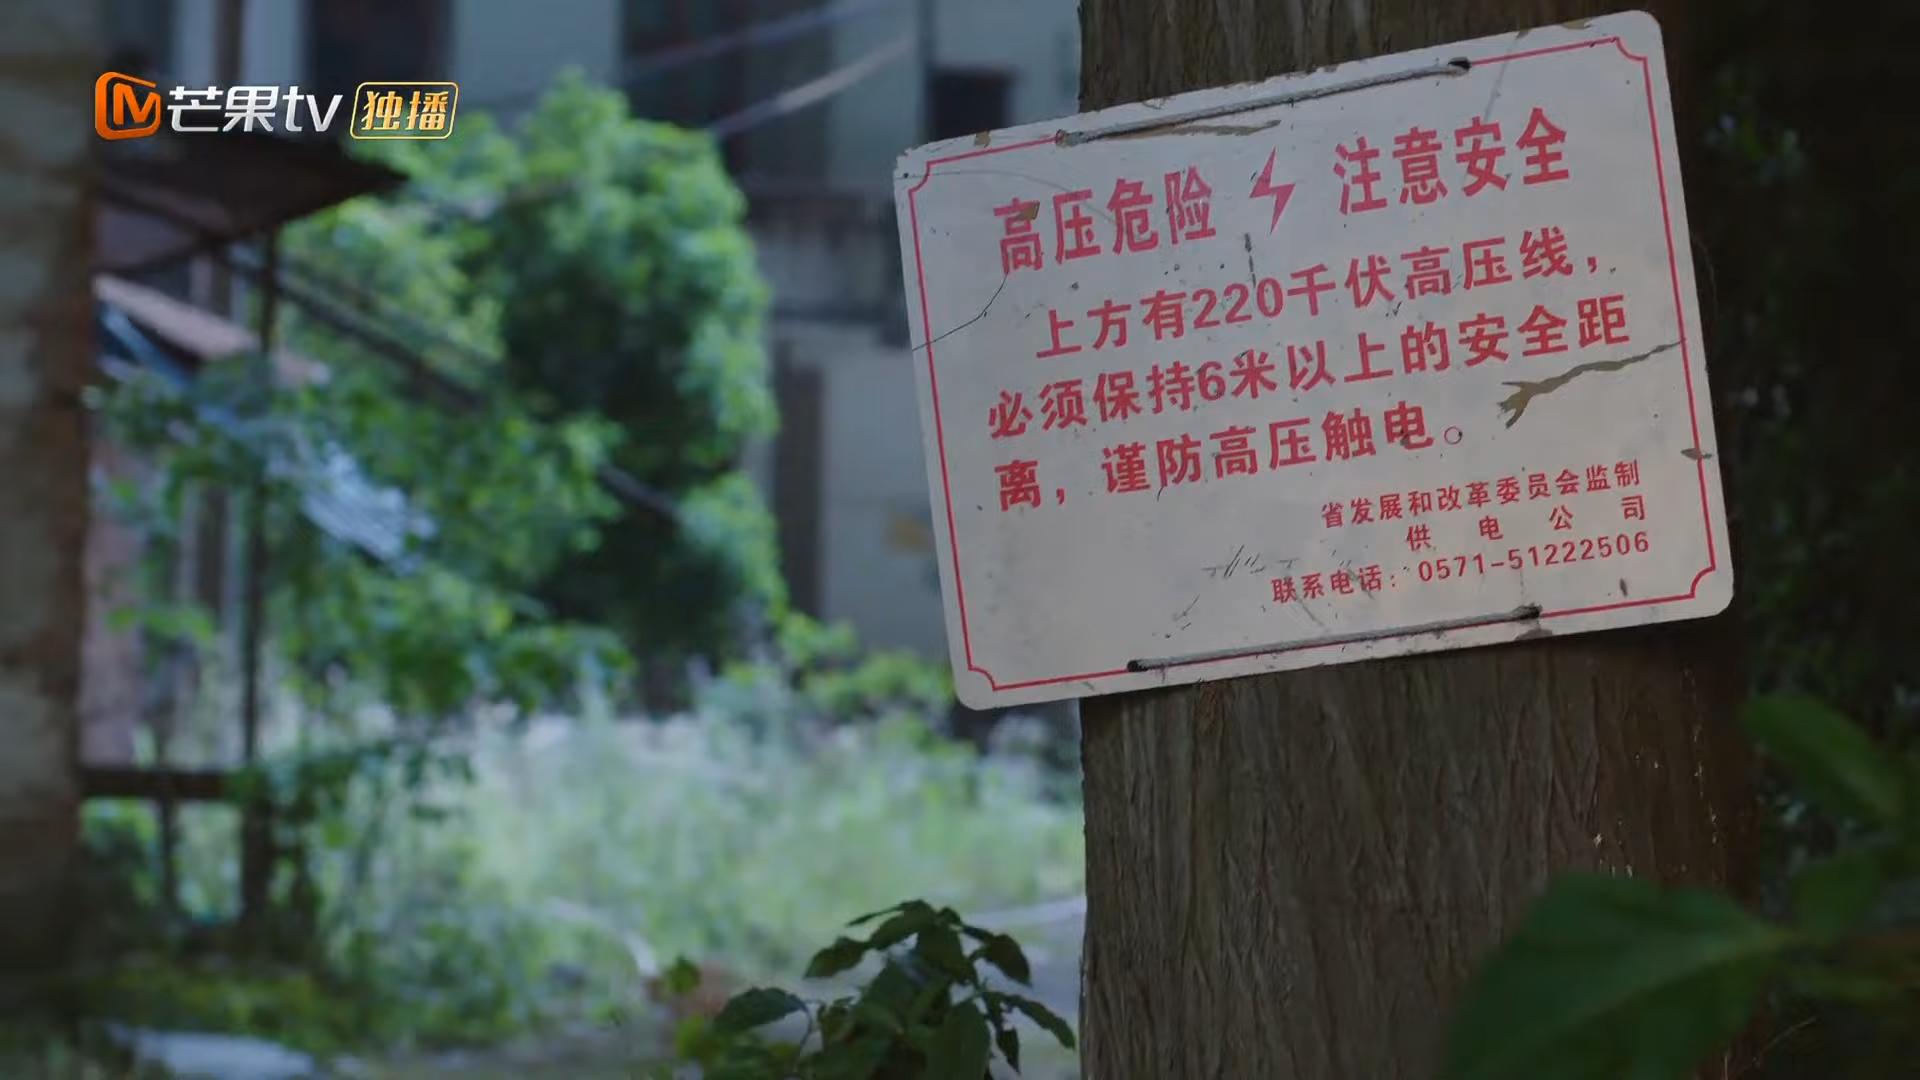 芒果tv 独播
高压危险 注意安全
上方有220千伏高压线，
必须保持6米以上的安全距
离，谨防高压触电。
省发展和改革委员会监制
供电公司
联系电话：0571-51222506